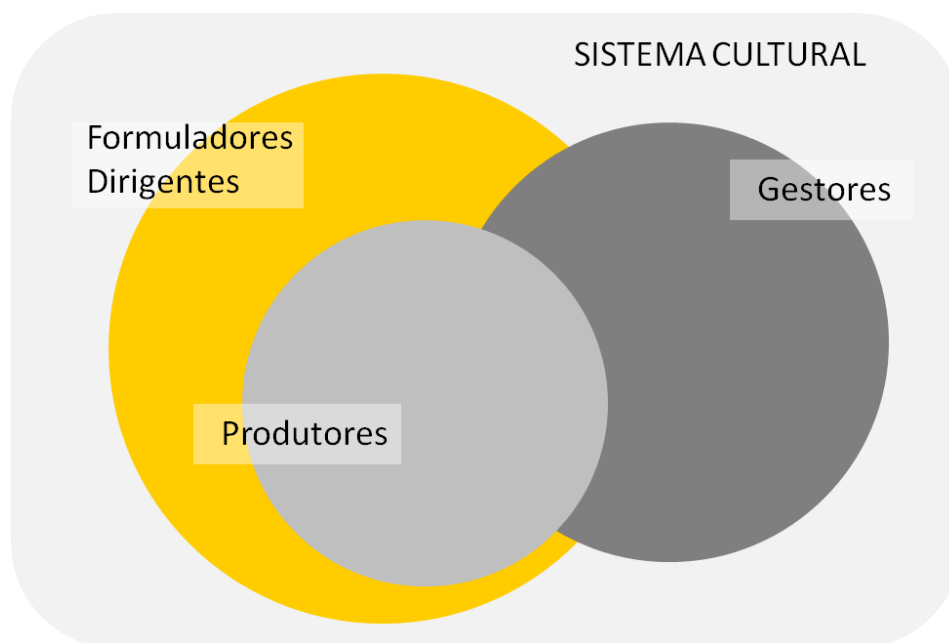 SISTEMA CULTURAL
Formuladores
Dirigentes
Gestores
Produtores